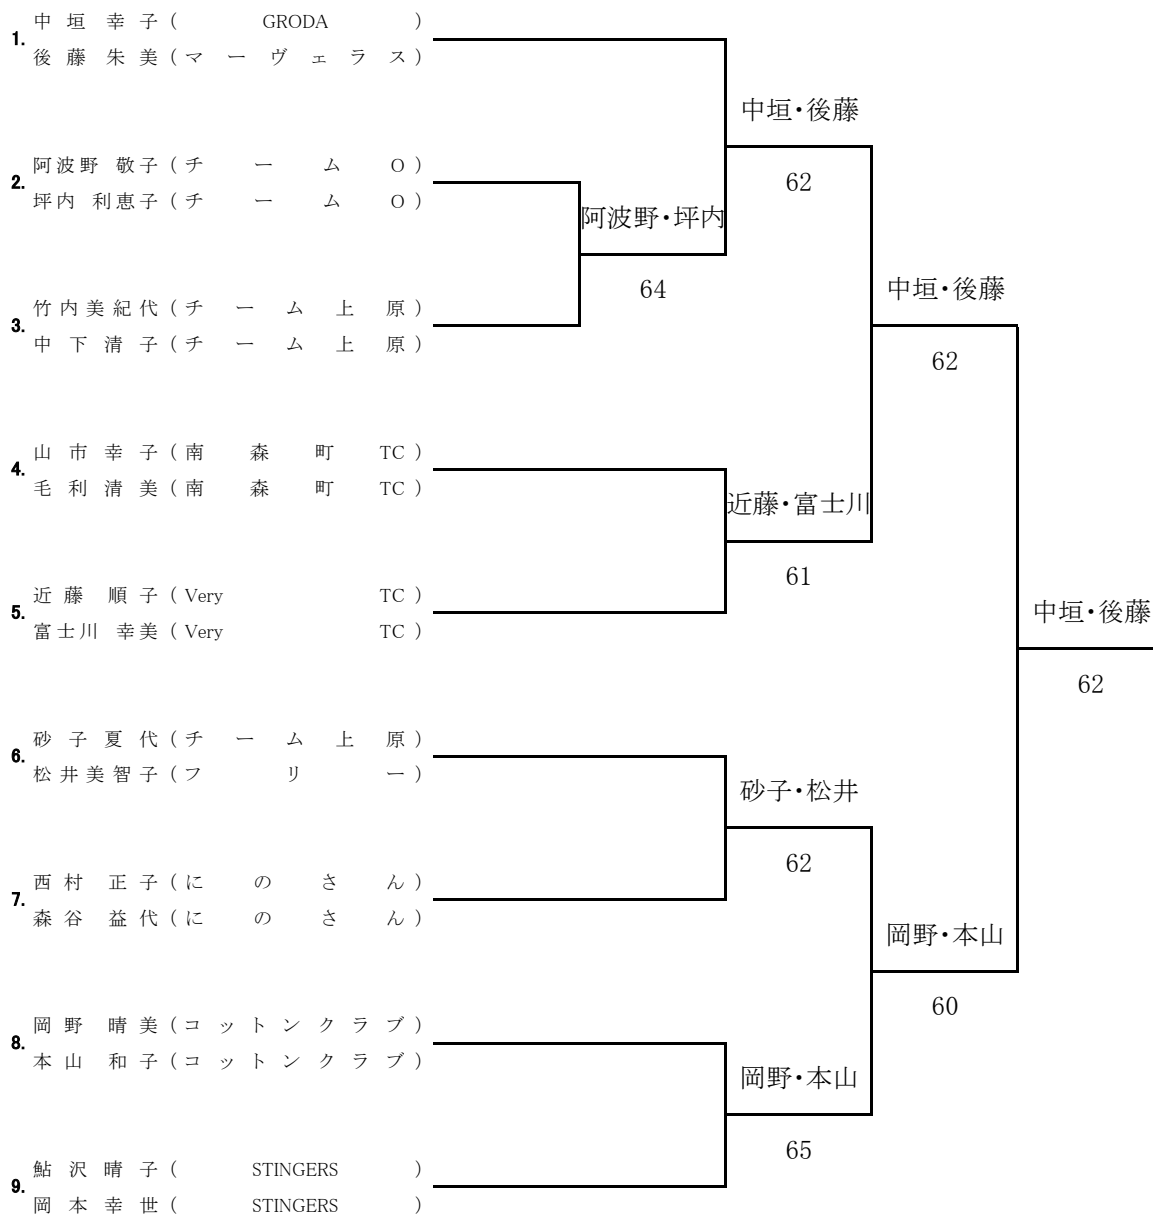 1.
中垣 幸子(GRODA)
後藤 朱美(マーヴェラス)
中垣・後藤
62
2.
阿波野 敬子(チームO)
坪内 利恵子(チームO)
阿波野・坪内
64
3.
竹内美紀代(チーム上原)
中下 清子(チーム上原)
中垣・後藤
62
4.
山市 幸子(南森町TC)
毛利 清美(南森町TC)
近藤・富士川
61
5.
近藤 順子(Very TC)
富士川 幸美(Very TC)
中垣・後藤
62
6.
砂子 夏代(チーム上原)
松井美智子(フリー)
砂子・松井
62
7.
西村 正子(にのさん)
森谷 益代(にのさん)
岡野・本山
60
8.
岡野 晴美(コットンクラブ)
本山 和子(コットンクラブ)
岡野・本山
65
9.
鮎沢 晴子(STINGERS)
岡本 幸世(STINGERS)